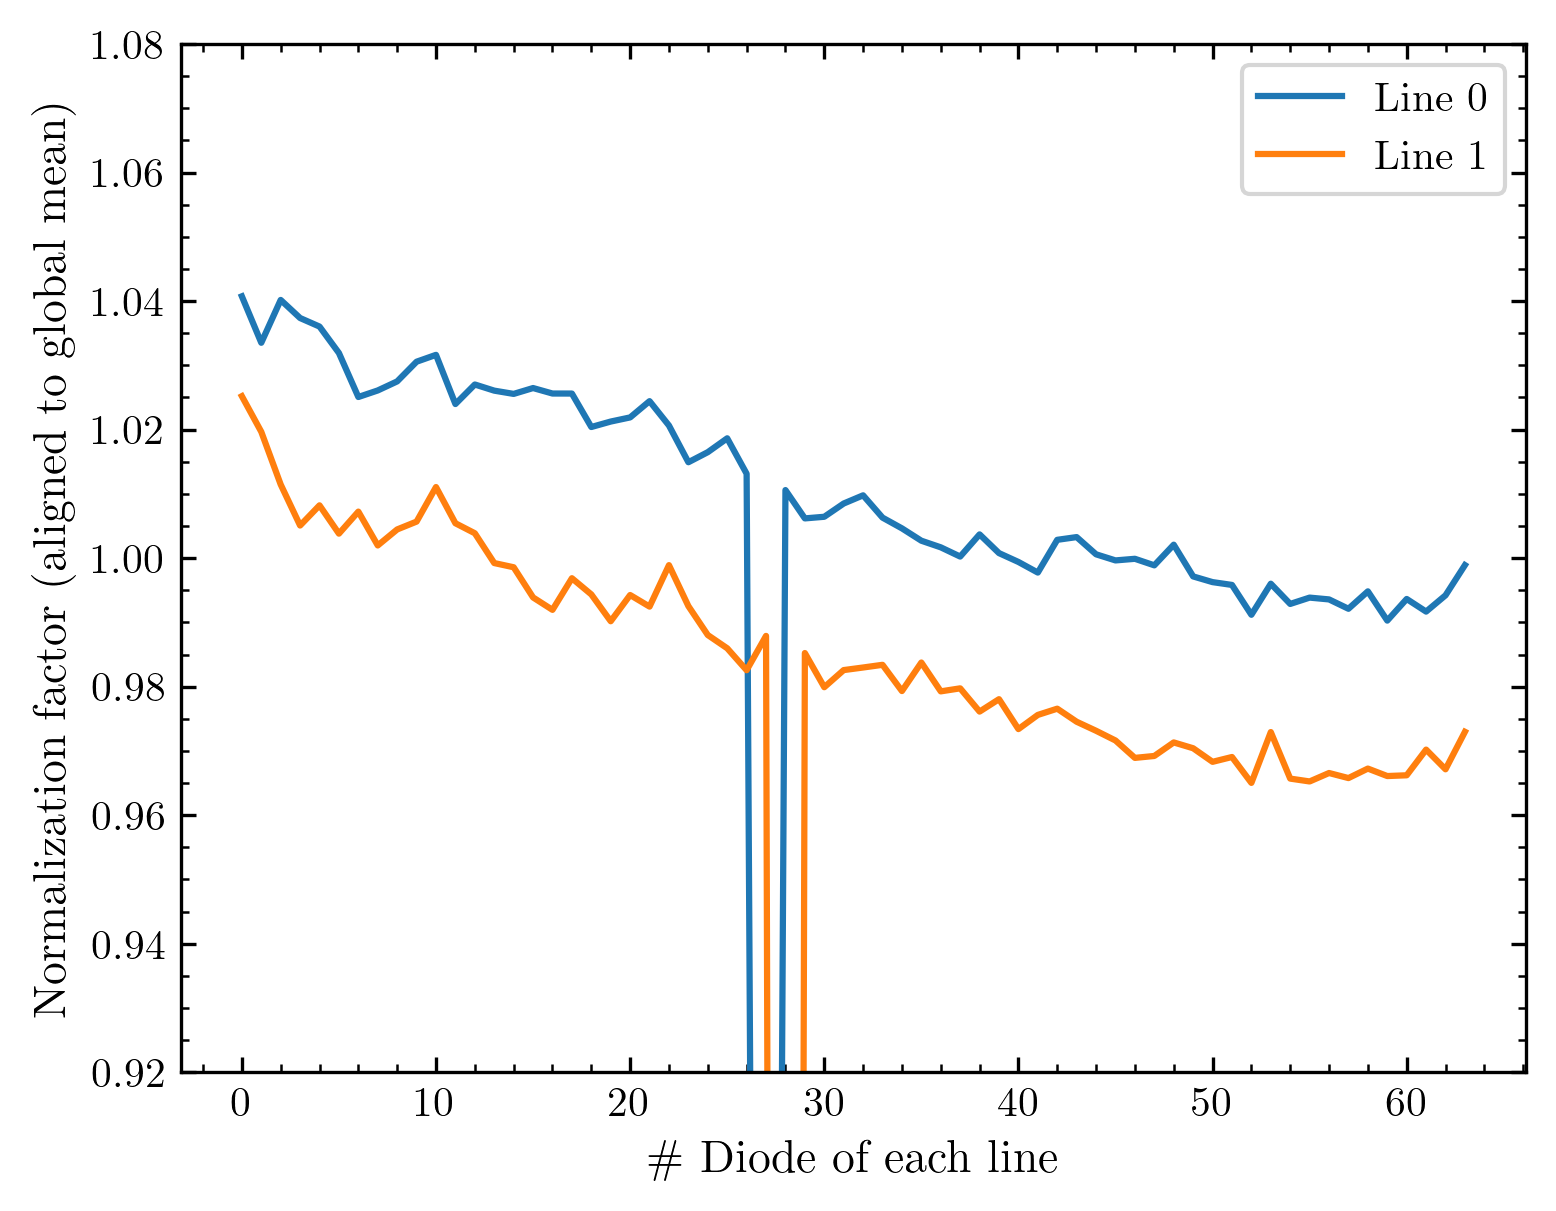 Normalization factor (aligned to global mean)
1.08
1.06
1.04
1.02
1.00
0.98
0.96
0.94
0.92
Line 0
Line 1
0 10 20 30 40 50 60
# Diode of each line